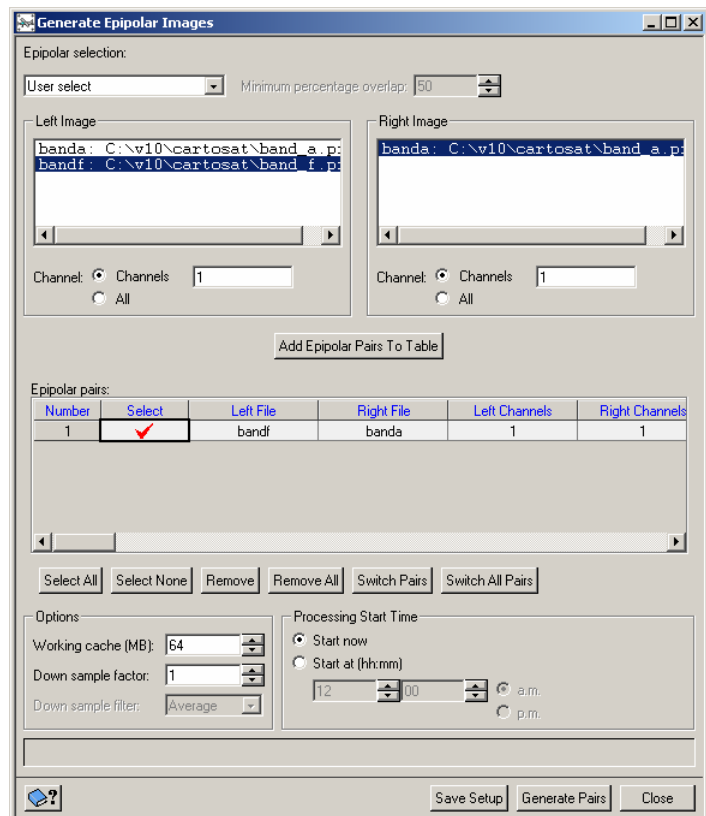 Generate Epipolar Images
Epipolar selection:
User select Minimum percentage overlap: 50
Left Image Right Image
banda: C:\v10\cartosat\band_a.p: banda: C:\v10\cartosat\band_a.p:
bandf: C:\v10\cartosat\band_f.p:
Channel: Channels 1 Channel: Channels 1
All All
Add Epipolar Pairs To Table
Epipolar pairs:
Number Select Left File Right File Left Channels Right Channels
1 bandf banda 1 1
Select All Select None Remove Remove All Switch Pairs Switch All Pairs
Options Processing Start Time
Working cache (MB): 64 Start now
Down sample factor: 1 Start at (hh:mm)
12 00 a.m.
Down sample filter: Average p.m.
? Save Setup Generate Pairs Close